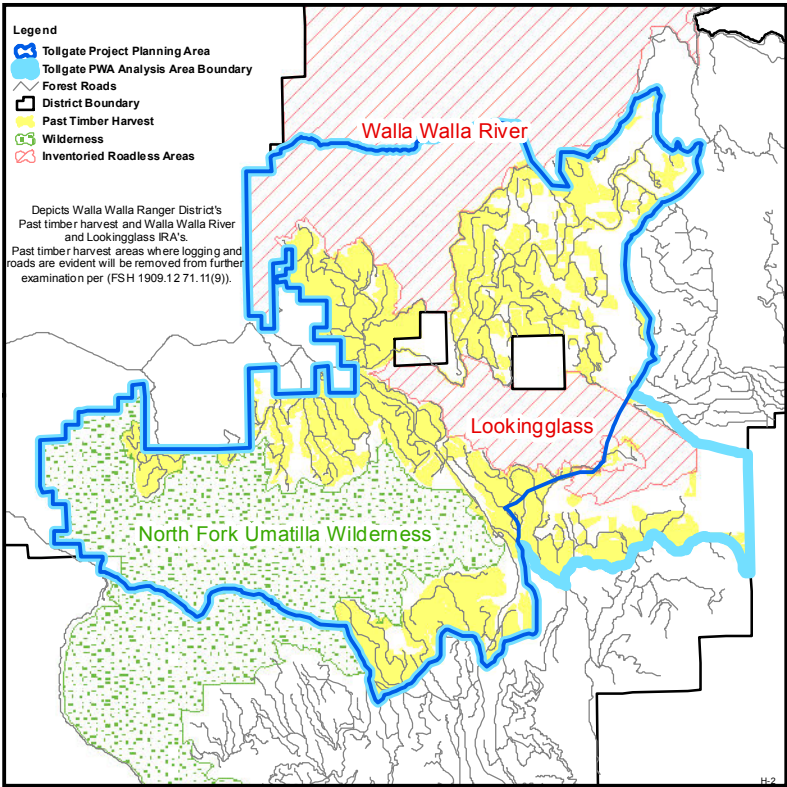 Legend
Tollgate Project Planning Area
Tollgate PWA Analysis Area Boundary
Forest Roads
District Boundary
Past Timber Harvest
Wilderness
Inventoried Roadless Areas
Depicts Walla Walla Ranger District's
Past timber harvest and Walla Walla River
and Lookingglass IRA's.
Past timber harvest areas where logging and
roads are evident will be removed from further
examination per (FSH 1909.12 71.11(9)).
Walla Walla River
Lookingglass
North Fork Umatilla Wilderness
H-2